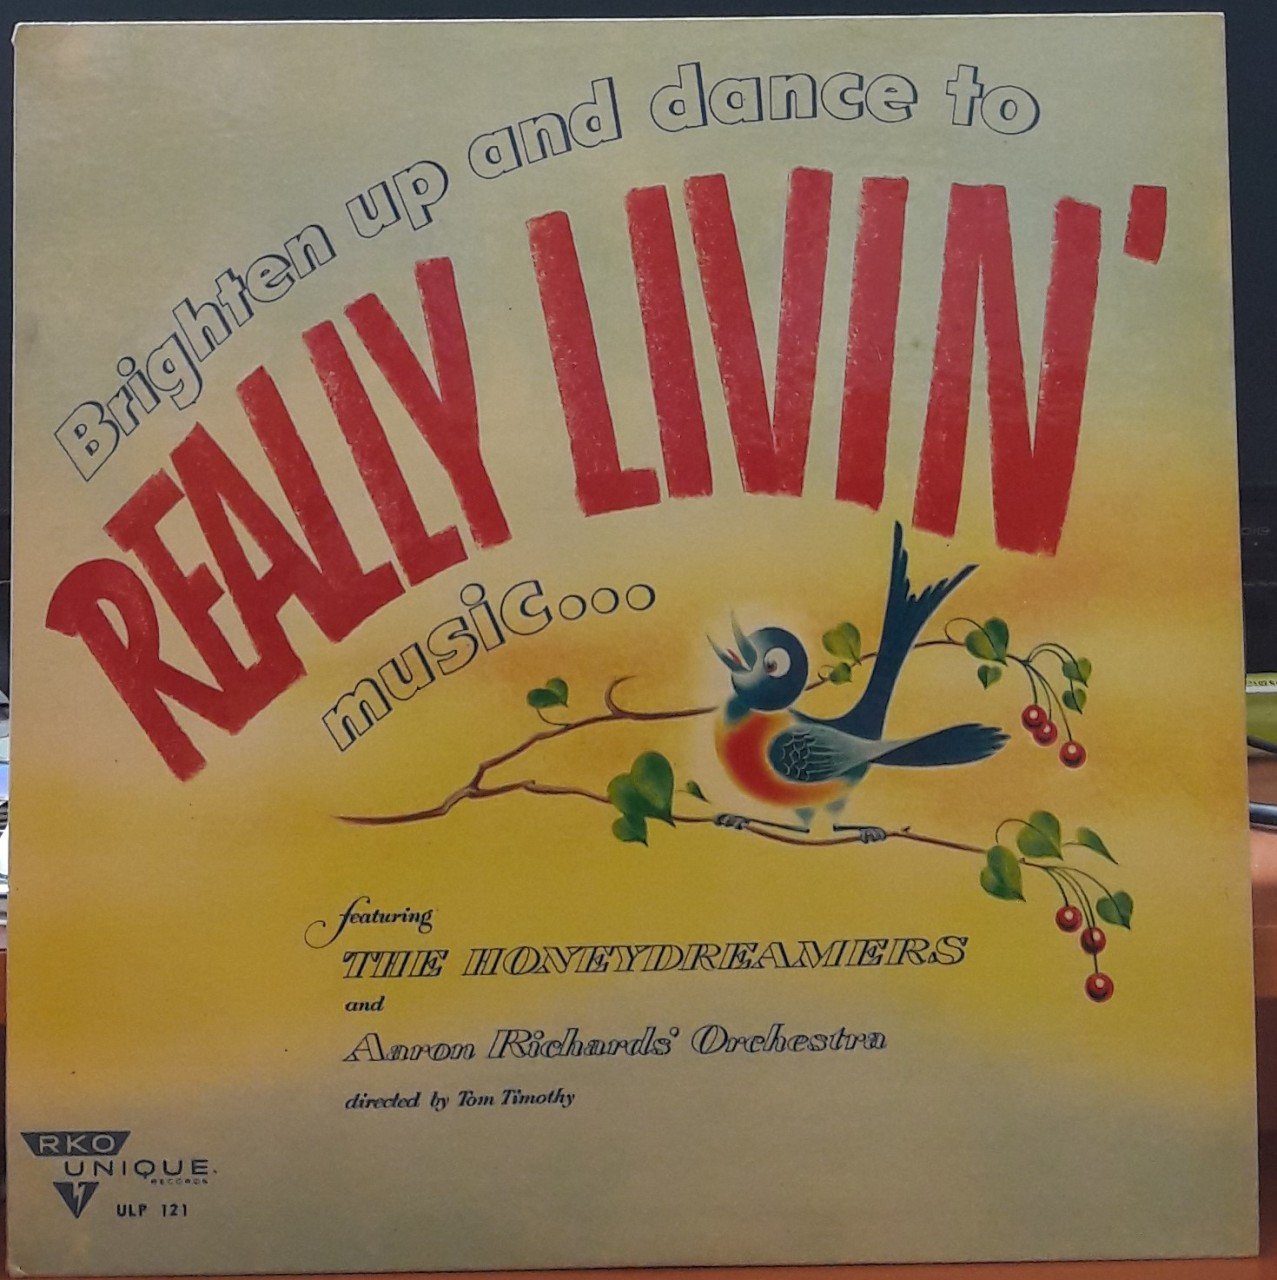 Brighten up and dance to
REALLY LIVIN'
music...
featuring
THE HONEYDREAMERS
and
Aaron Richards' Orchestra
directed by Tom Timothy
RKO
UNIQUE
RECORDS
ULP 121